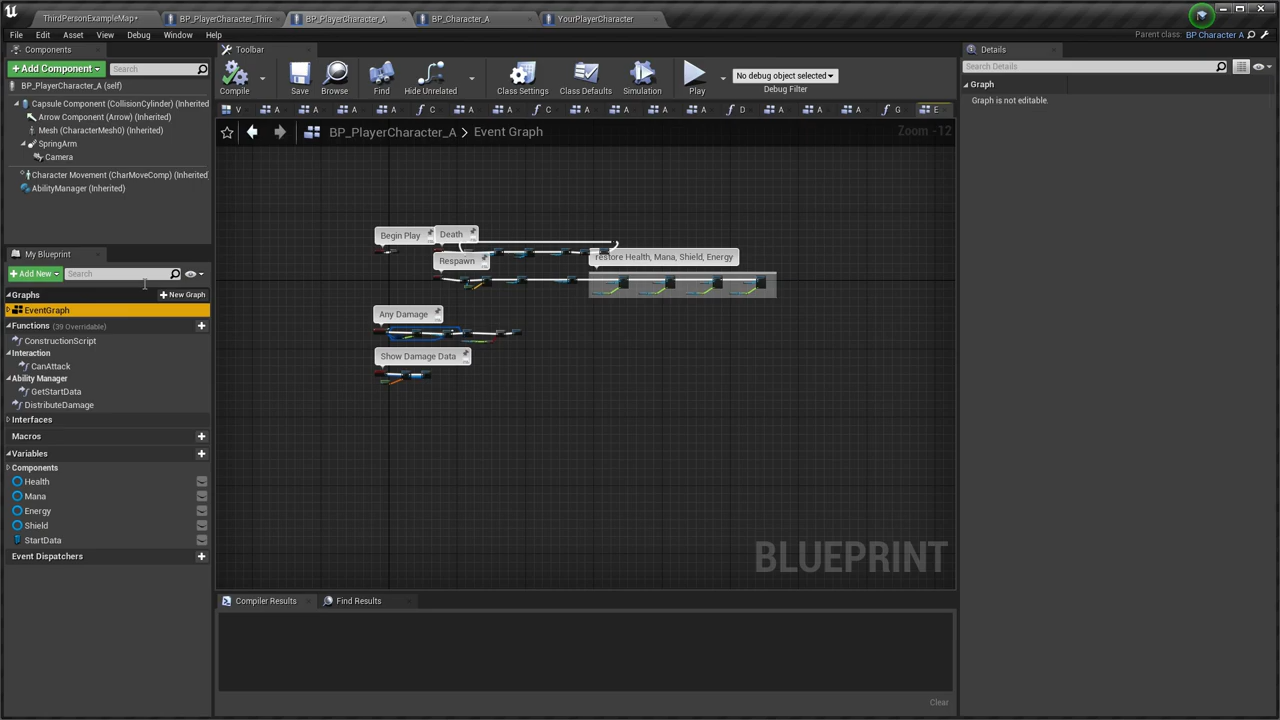 ThirdPersonExampleMap*
BP_PlayerCharacter_Thirc
BP_PlayerCharacter_A
BP_Character_A
YourPlayerCharacter
File
Edit
Asset
View
Debug
Window
Help
Parent class:
BP Character A
Components
Toolbar
Details
+ Add Component
Search
BP_PlayerCharacter_A (self)
Capsule Component (CollisionCylinder) (Inherited)
Arrow Component (Arrow) (Inherited)
Mesh (CharacterMesh0) (Inherited)
SpringArm
Camera
Character Movement (CharMoveComp) (Inherited
AbilityManager (Inherited)
Compile
Save
Browse
Find
Hide Unrelated
Class Settings
Class Defaults
Simulation
Play
No debug object selected
Debug Filter
V
A
A
A
C
A
A
A
C
A
A
A
A
D
A
A
A
G
E
BP_PlayerCharacter_A > Event Graph
Zoom -12
Begin Play
Death
Respawn
Restore Health, Mana, Shield, Energy
Any Damage
Show Damage Data
BLUEPRINT
My Blueprint
+ Add New
Search
Graphs
+ New Graph
EventGraph
Functions (39 Overridable)
ConstructionScript
Interaction
CanAttack
Ability Manager
GetStartData
DistributeDamage
Interfaces
Macros
Variables
Components
Health
Mana
Energy
Shield
StartData
Event Dispatchers
Compiler Results
Find Results
Clear
Search Details
Graph
Graph is not editable.